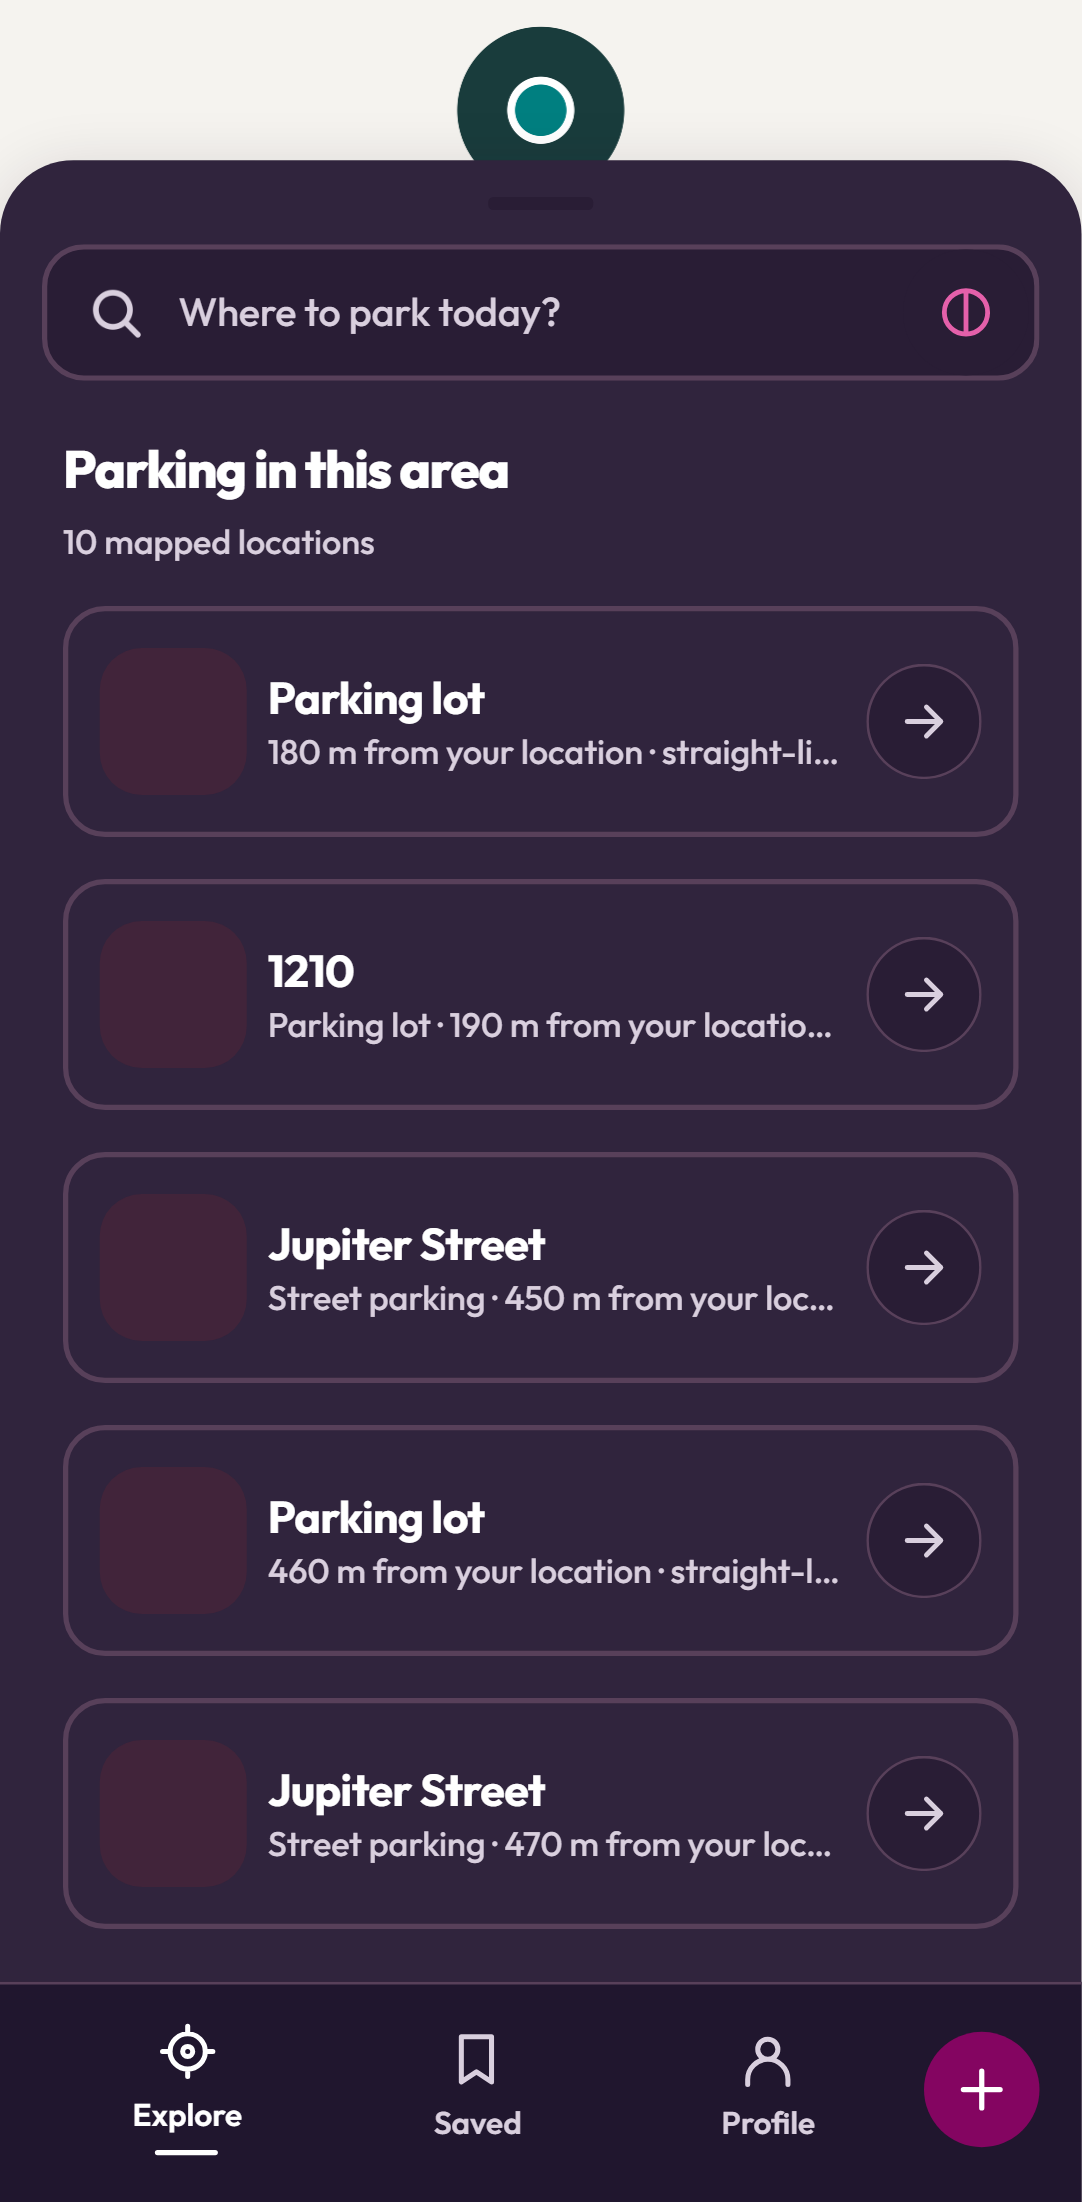 Where to park today?
Parking in this area
10 mapped locations
Parking lot
180 m from your location · straight-li...
1210
Parking lot · 190 m from your locatio...
Jupiter Street
Street parking · 450 m from your loc...
Parking lot
460 m from your location · straight-l...
Jupiter Street
Street parking · 470 m from your loc...
Explore
Saved
Profile